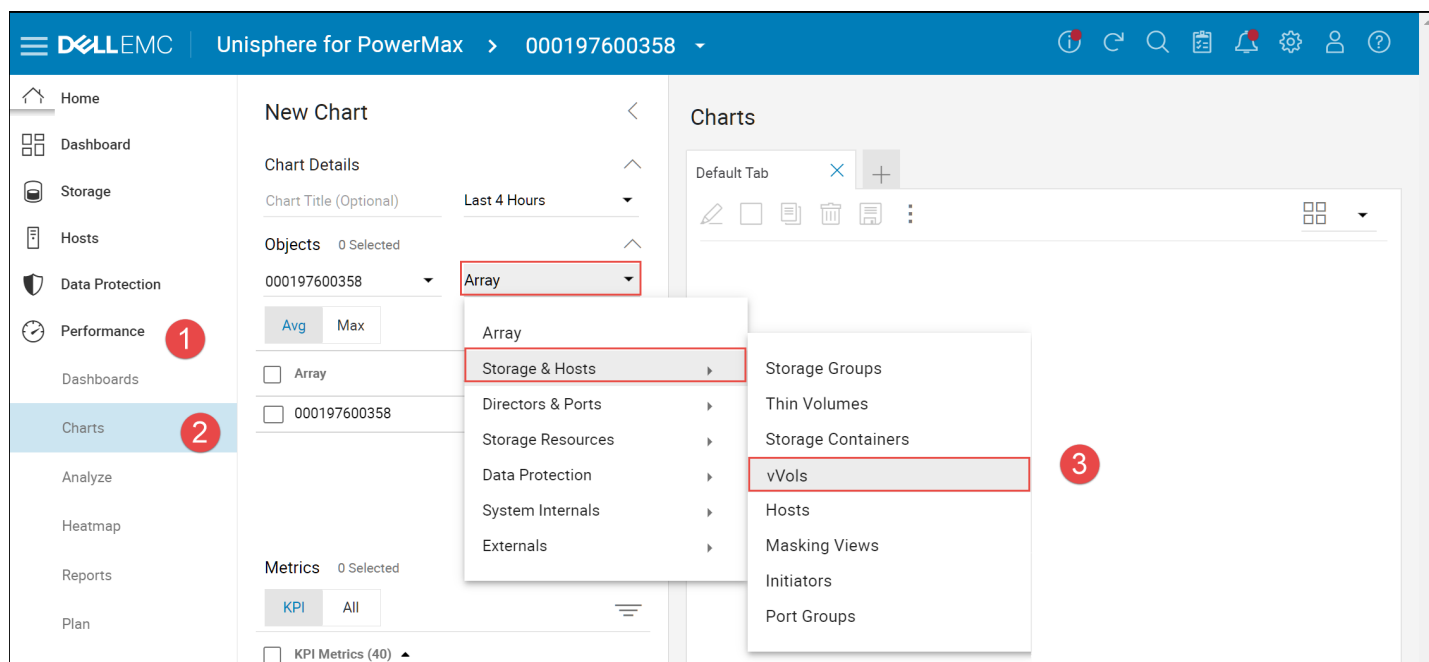 DELLEMC Unisphere for PowerMax > 000197600358
Home
Dashboard
Storage
Hosts
Data Protection
Performance
1
Dashboards
Charts
2
Analyze
Heatmap
Reports
Plan
New Chart
Chart Details
Chart Title (Optional) Last 4 Hours
Objects 0 Selected
000197600358 Array
Avg Max
Array
000197600358
Metrics 0 Selected
KPI All
KPI Metrics (40)
Array
Storage & Hosts
Directors & Ports
Storage Resources
Data Protection
System Internals
Externals
Storage Groups
Thin Volumes
Storage Containers
vVols
3
Hosts
Masking Views
Initiators
Port Groups
Charts
Default Tab